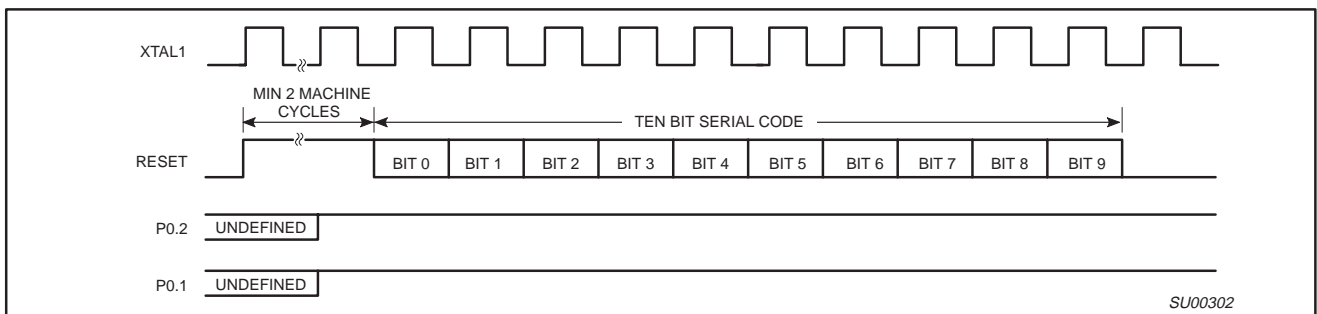 XTAL1
MIN 2 MACHINE
CYCLES
TEN BIT SERIAL CODE
RESET
BIT 0 BIT 1 BIT 2 BIT 3 BIT 4 BIT 5 BIT 6 BIT 7 BIT 8 BIT 9
P0.2 UNDEFINED
P0.1 UNDEFINED
SU00302